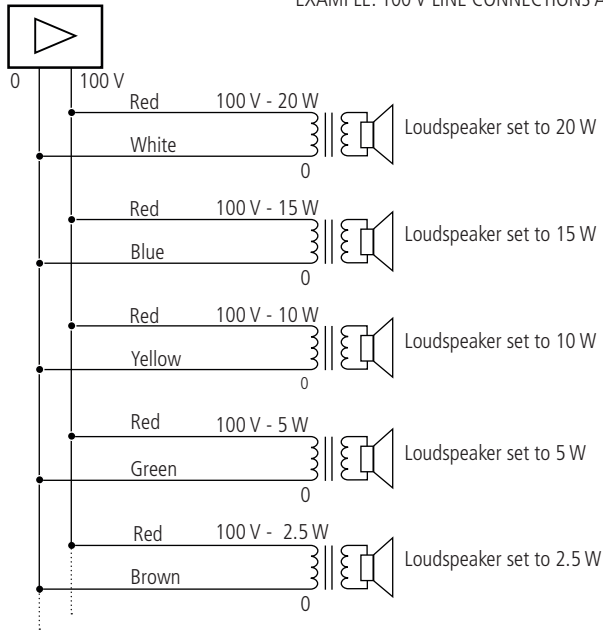 EXAMPLE: 100 V LINE CONNECTIONS
0 100 V
Red 100 V - 20 W
Loudspeaker set to 20 W
White
0
Red 100 V - 15 W
Loudspeaker set to 15 W
Blue
0
Red 100 V - 10 W
Loudspeaker set to 10 W
Yellow
0
Red 100 V - 5 W
Loudspeaker set to 5 W
Green
0
Red 100 V - 2.5 W
Loudspeaker set to 2.5 W
Brown
0